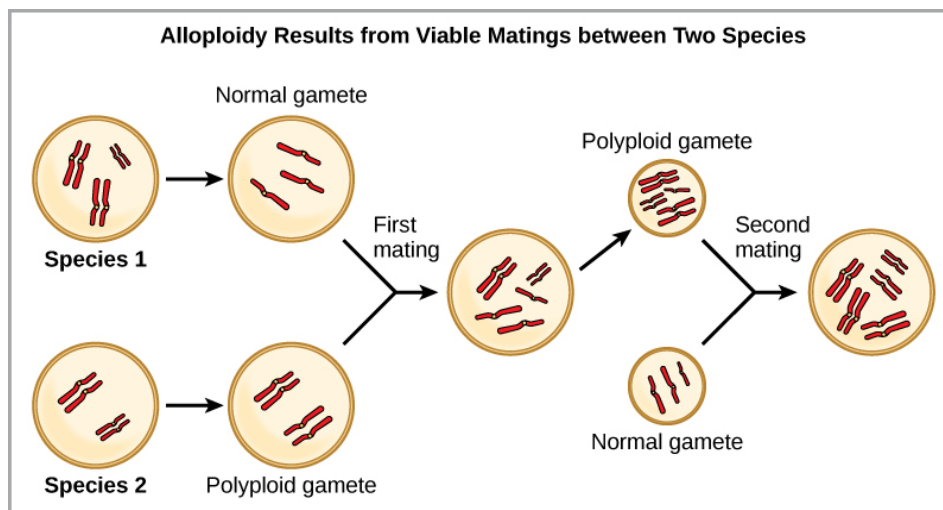 Alloploidy Results from Viable Matings between Two Species
Normal gamete
Species 1
First
mating
Polyploid gamete
Second
mating
Species 2
Polyploid gamete
Normal gamete